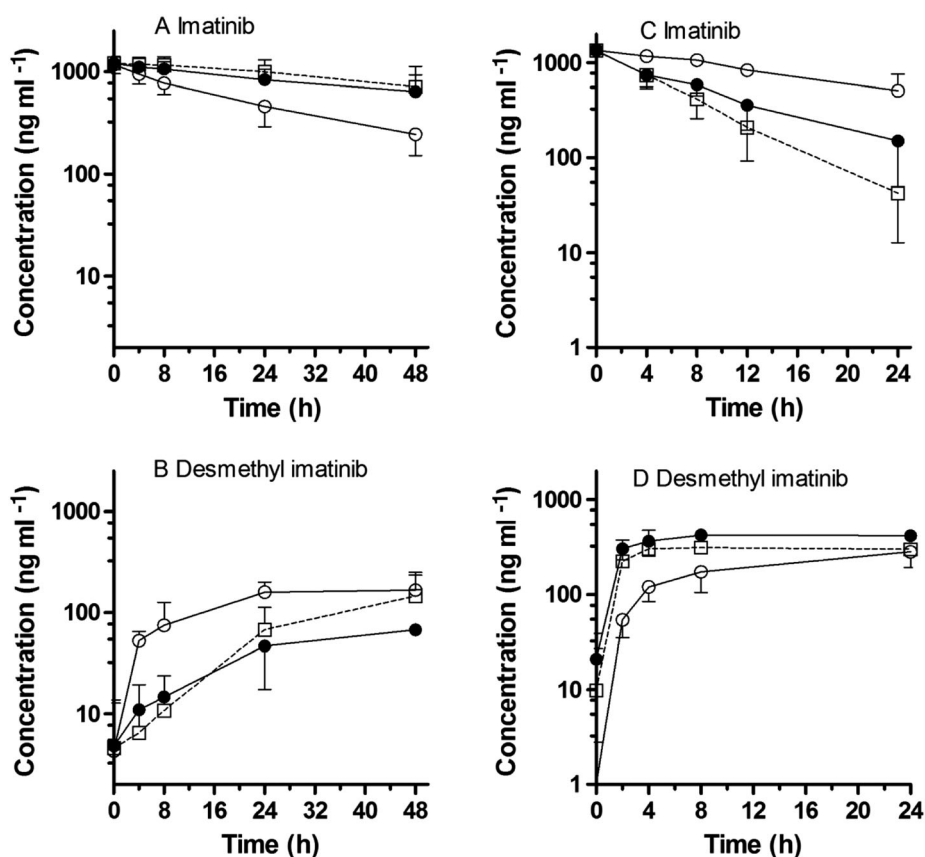 A Imatinib
Concentration (ng ml -1)
1000
100
10
0 8 16 24 32 40 48
Time (h)
C Imatinib
Concentration (ng ml -1)
1000
100
10
1
0 4 8 12 16 20 24
Time (h)
B Desmethyl imatinib
Concentration (ng ml -1)
1000
100
10
0 8 16 24 32 40 48
Time (h)
D Desmethyl imatinib
Concentration (ng ml -1)
1000
100
10
1
0 4 8 12 16 20 24
Time (h)